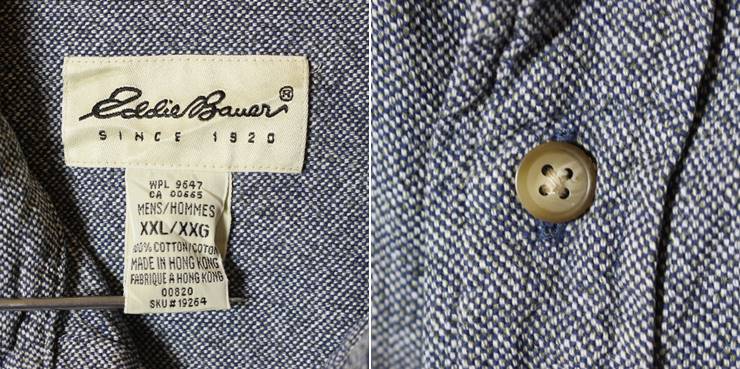 Eddie Bauer®
SINCE 1920
WPL 9647
CA 00665
MENS/HOMMES
XXL/XXG
100% COTTON/COTON
MADE IN HONG KONG
FABRIQUE A HONG KONG
00820
SKU#19264